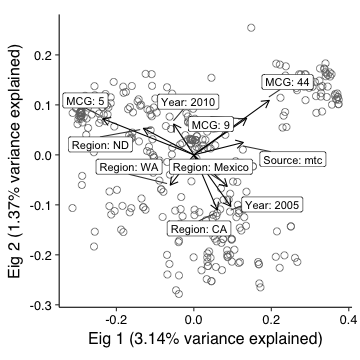 0.2
MCG: 44
MCG: 5
Year: 2010
0.1
MCG: 9
Region: ND
0.0
Source: mtc
Region: WA
Region: Mexico
-0.1
Year: 2005
Region: CA
-0.2
-0.3
-0.2
0.0
0.2
0.4
Eig 1 (3.14% variance explained)
Eig 2 (1.37% variance explained)